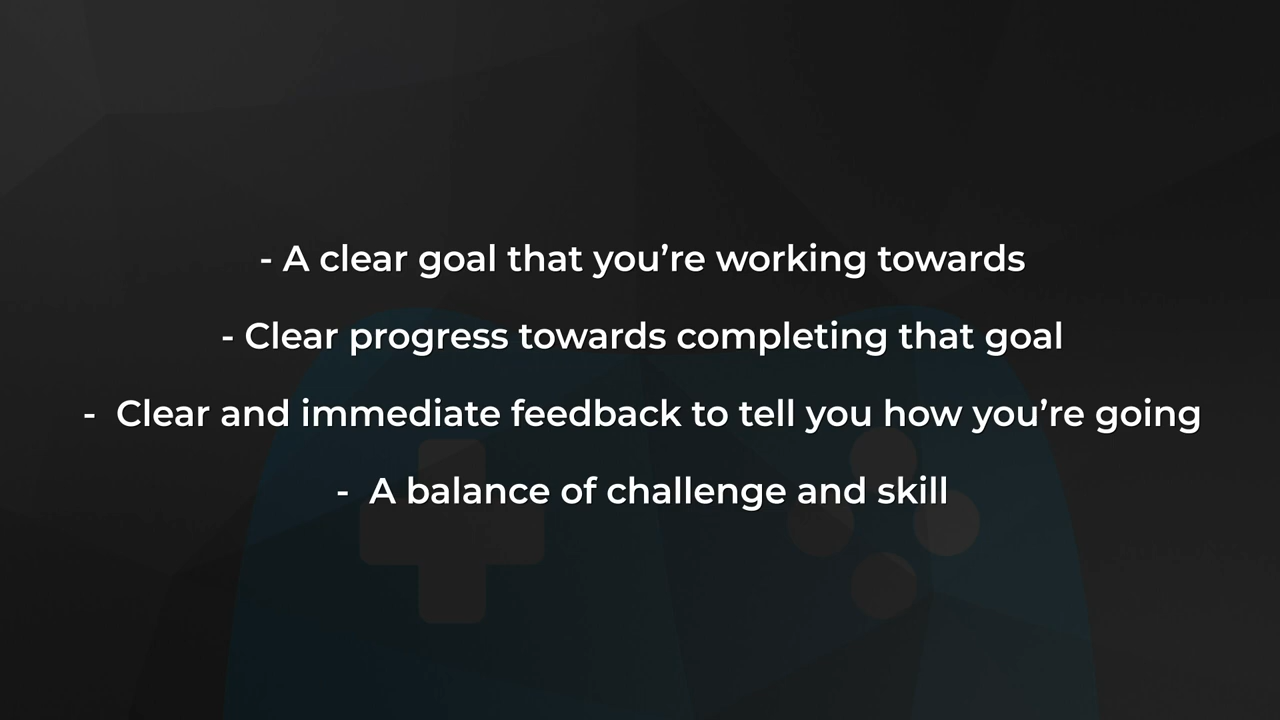 - A clear goal that you’re working towards
- Clear progress towards completing that goal
-  Clear and immediate feedback to tell you how you’re going
-  A balance of challenge and skill